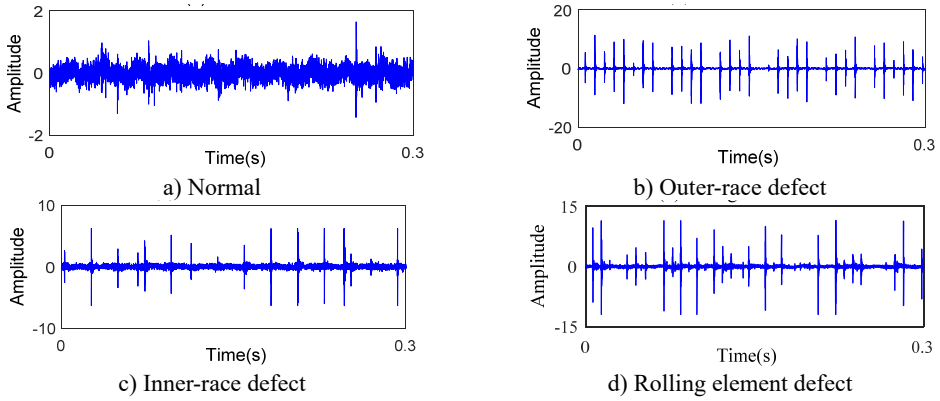 2
0
-2
Amplitude
0
0.3
Time(s)
a) Normal
20
0
-20
Amplitude
0
0.3
Time(s)
b) Outer-race defect
10
0
-10
Amplitude
0
0.3
Time(s)
c) Inner-race defect
15
0
-15
Amplitude
0
0.3
Time(s)
d) Rolling element defect